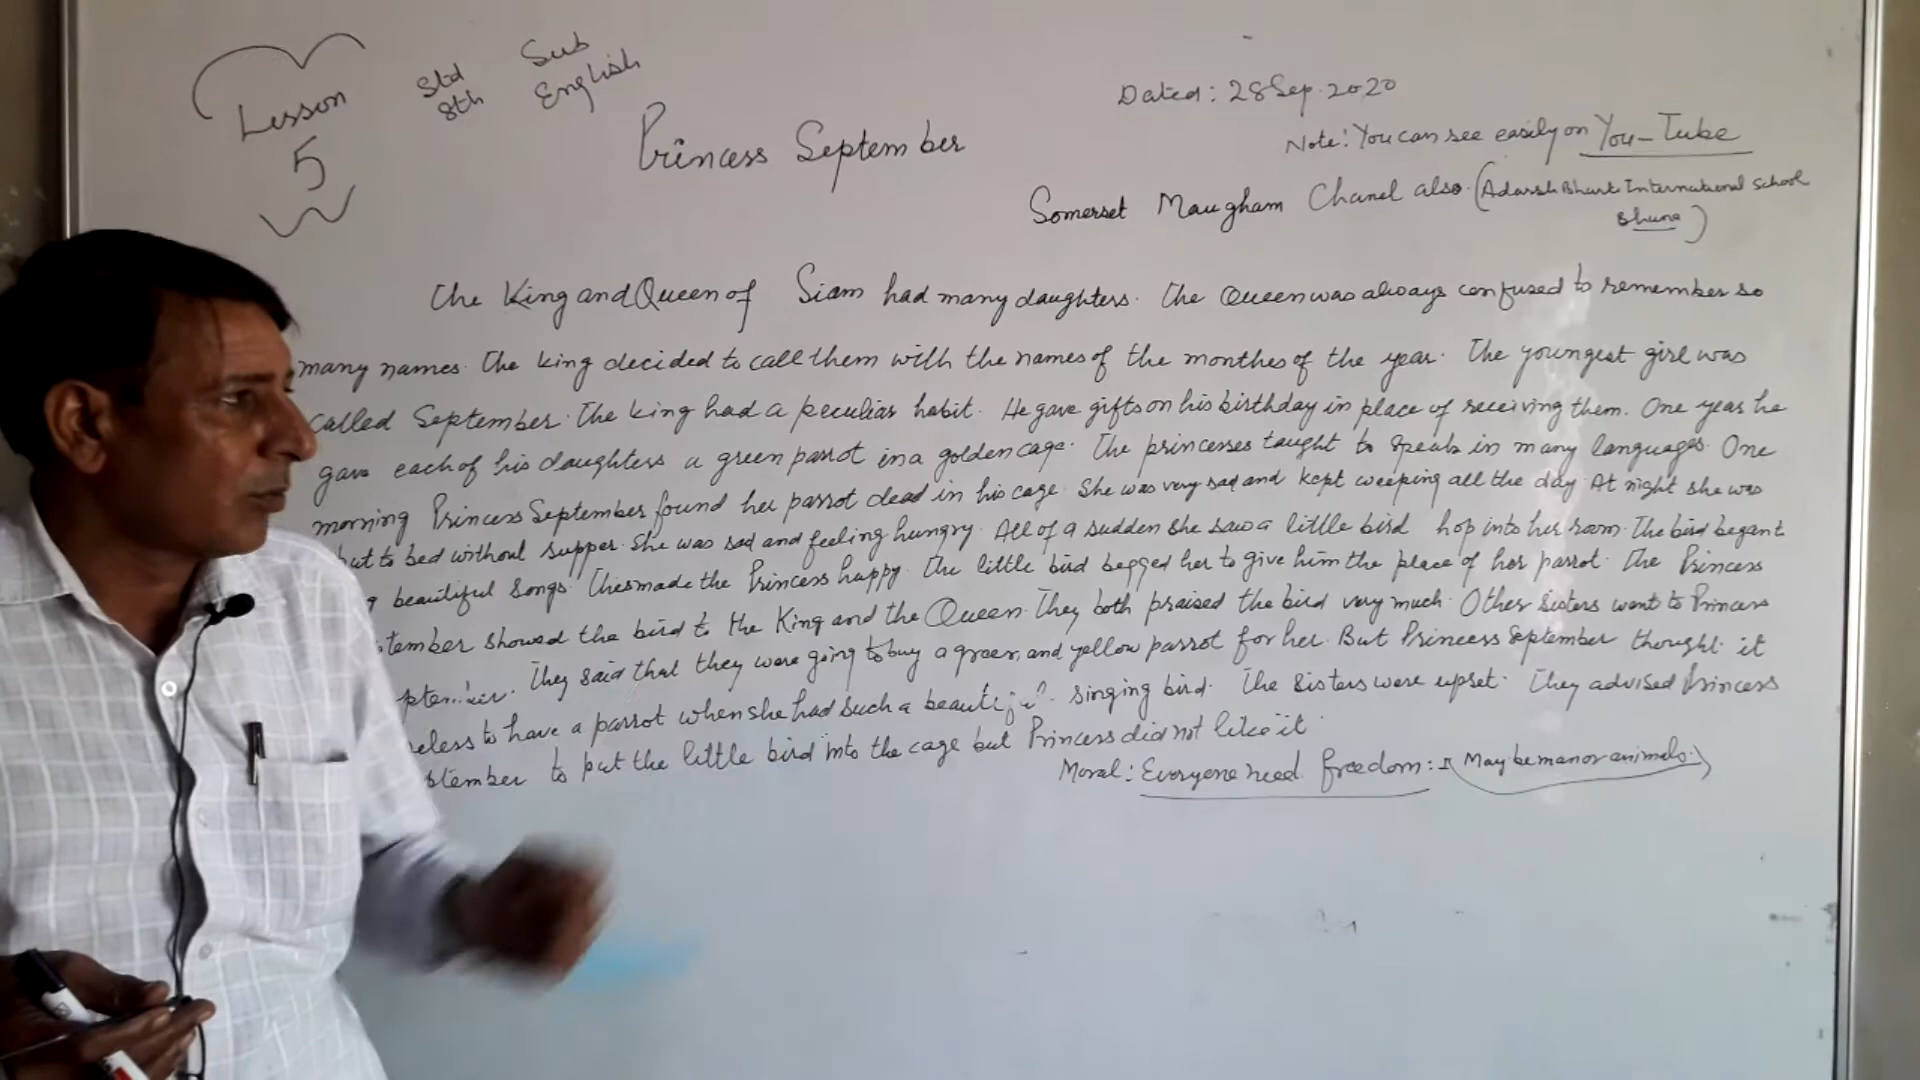 Lesson
5
Std
8th
Sub
English
Princess September
Dated: 28 Sep. 2020
Note: You can see easily on You-Tube
Somerset Maugham Chanel also. (Adarsh Bharti International School
Bhuna)
The King and Queen of Siam had many daughters. The Queen was always confused to remember so
many names. The king decided to call them with the names of the monthes of the year. The youngest girl was
called September. The king had a peculiar habit. He gave gifts on his birthday in place of receiving them. One year he
gave each of his daughters a green parrot in a golden cage. The princesses taught to speak in many languages. One
morning Princess September found her parrot dead in his cage. She was very sad and kept weeping all the day. At night she was
put to bed without supper. She was sad and feeling hungry. All of a sudden she saw a little bird hop into her room. The bird began t
beautiful songs. This made the Princess happy. The little bird begged her to give him the place of her parrot. The Princess
tember showed the bird to the King and the Queen. They both praised the bird very much. Other sisters went to Princess
ptember. They said that they were going to buy a green and yellow parrot for her. But Princess September thought it
eless to have a parrot when she had such a beautiful singing bird. The sisters were upset. They advised Princess
tember to put the little bird into the cage but Princess did not like it.
Moral: Everyone need freedom:- (May be man or animals.)